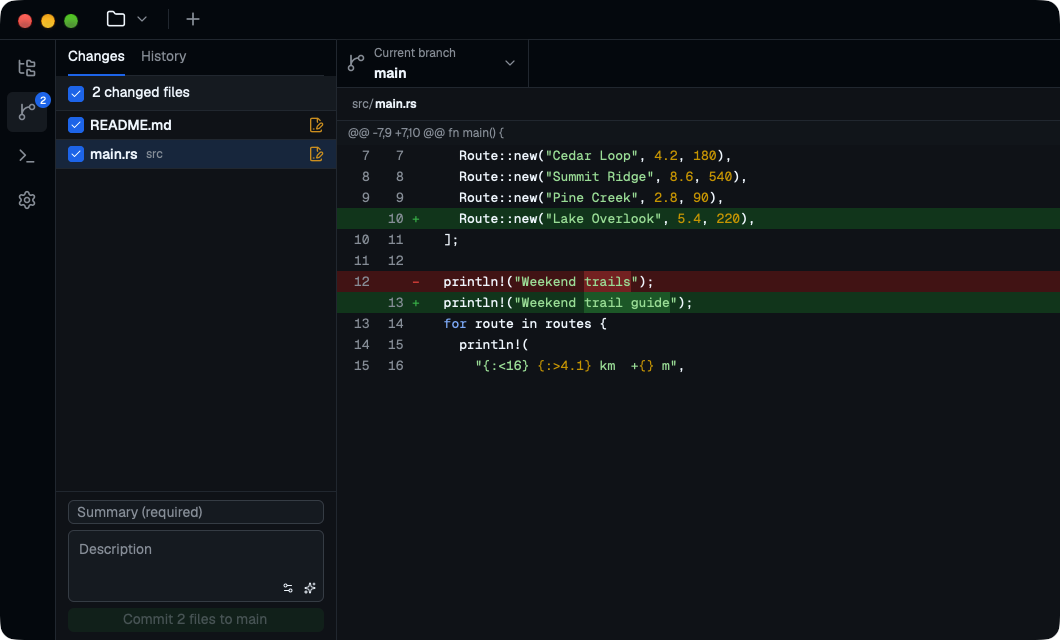 Changes History
2
2 changed files
README.md
main.rs src
Summary (required)
Description
Commit 2 files to main
Current branch
main
src/main.rs
@@ -7,9 +7,10 @@ fn main() {
7 7 Route::new("Cedar Loop", 4.2, 180),
8 8 Route::new("Summit Ridge", 8.6, 540),
9 9 Route::new("Pine Creek", 2.8, 90),
10 + Route::new("Lake Overlook", 5.4, 220),
10 11 ];
11 12
12 - println!("Weekend trails");
13 + println!("Weekend trail guide");
13 14 for route in routes {
14 15 println!(
15 16 "{:<16} {:>4.1} km  +{} m",